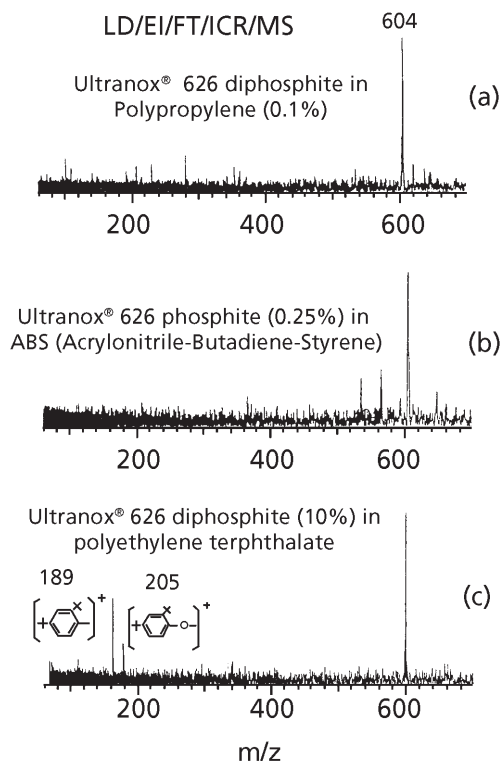 LD/EI/FT/ICR/MS
604
Ultranox® 626 diphosphite in
Polypropylene (0.1%)
(a)
200 400 600
Ultranox® 626 phosphite (0.25%) in
ABS (Acrylonitrile-Butadiene-Styrene)
(b)
200 400 600
Ultranox® 626 diphosphite (10%) in
polyethylene terphthalate
189 205
(c)
+ + + O +
200 400 600
m/z